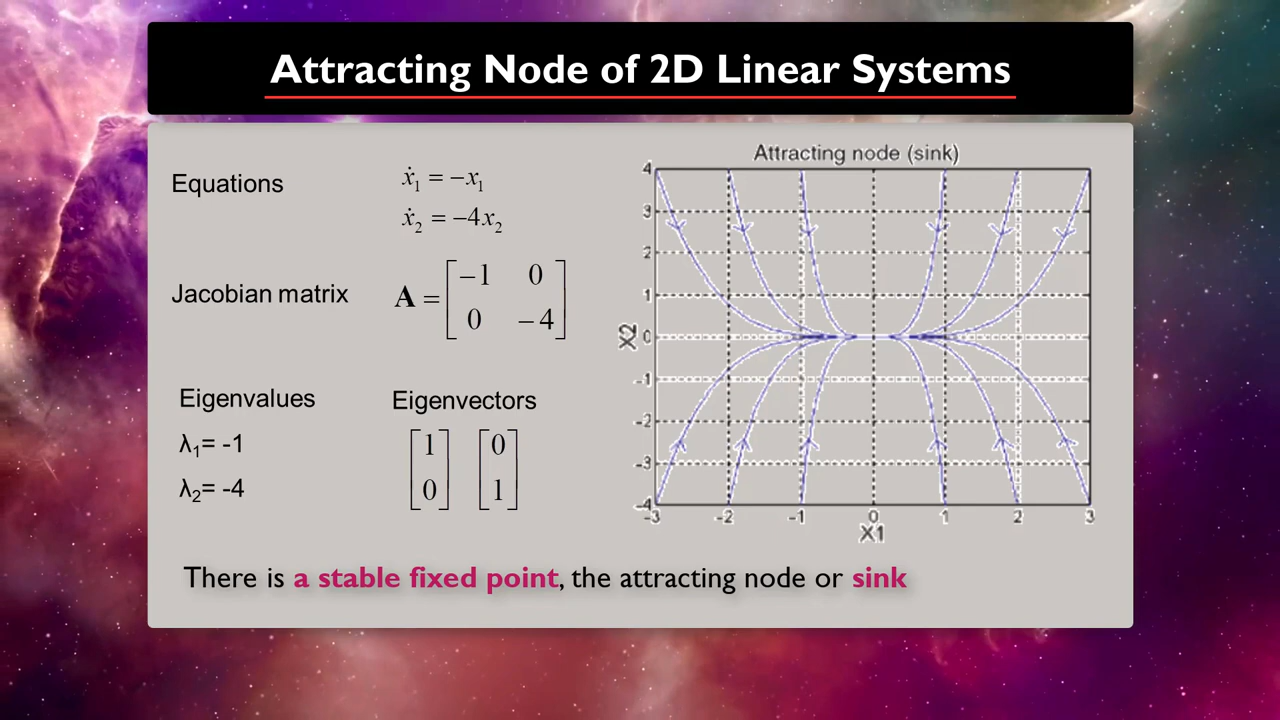 Attracting Node of 2D Linear Systems
Equations
ẋ₁ = −x₁
ẋ₂ = −4x₂
Jacobian matrix
A = [−1 0
0 −4]
Eigenvalues
λ₁= -1
λ₂= -4
Eigenvectors
[1 [0
0] 1]
Attracting node (sink)
4
3
2
1
0
-1
-2
-3
-4
X2
-3 -2 -1 0 1 2 3
X1
There is a stable fixed point, the attracting node or sink